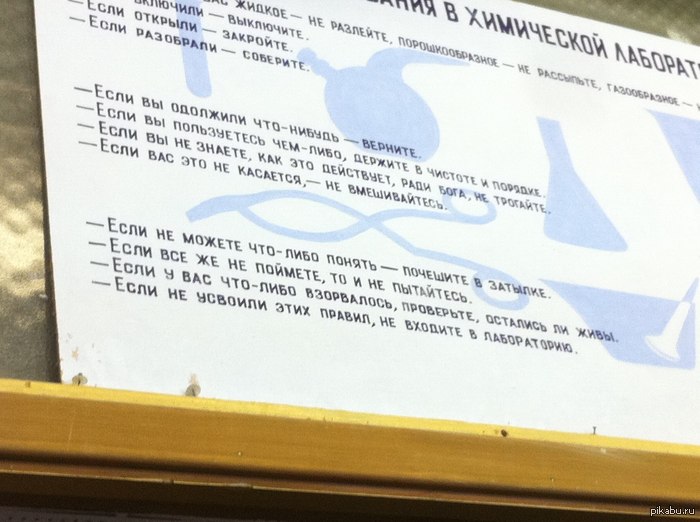 В ХИМИЧЕСКОЙ
ЖИДКОЕ — НЕ РАЗЛЕЙТЕ, ПОРОШКООБРАЗНОЕ — НЕ РАССЫПЬТЕ, ГАЗООБРАЗНОЕ —
ВКЛЮЧИЛИ — ВЫКЛЮЧИТЕ.
—ЕСЛИ ОТКРЫЛИ — ЗАКРОЙТЕ.
—ЕСЛИ РАЗОБРАЛИ — СОБЕРИТЕ.
—ЕСЛИ ВЫ ОДОЛЖИЛИ ЧТО-НИБУДЬ — ВЕРНИТЕ.
—ЕСЛИ ВЫ ПОЛЬЗУЕТЕСЬ ЧЕМ-ЛИБО, ДЕРЖИТЕ В ЧИСТОТЕ И ПОРЯДКЕ.
—ЕСЛИ ВЫ НЕ ЗНАЕТЕ, КАК ЭТО ДЕЙСТВУЕТ, РАДИ БОГА, НЕ ТРОГАЙТЕ.
—ЕСЛИ ВАС ЭТО НЕ КАСАЕТСЯ,— НЕ ВМЕШИВАЙТЕСЬ.
—ЕСЛИ НЕ МОЖЕТЕ ЧТО-ЛИБО ПОНЯТЬ — ПОЧЕШИТЕ В ЗАТЫЛКЕ.
—ЕСЛИ ВСЕ ЖЕ НЕ ПОЙМЕТЕ, ТО И НЕ ПЫТАЙТЕСЬ.
—ЕСЛИ У ВАС ЧТО-ЛИБО ВЗОРВАЛОСЬ, ПРОВЕРЬТЕ, ОСТАЛИСЬ ЛИ ЖИВЫ.
—ЕСЛИ НЕ УСВОИЛИ ЭТИХ ПРАВИЛ, НЕ ВХОДИТЕ В ЛАБОРАТОРИЮ.
pikabu.ru